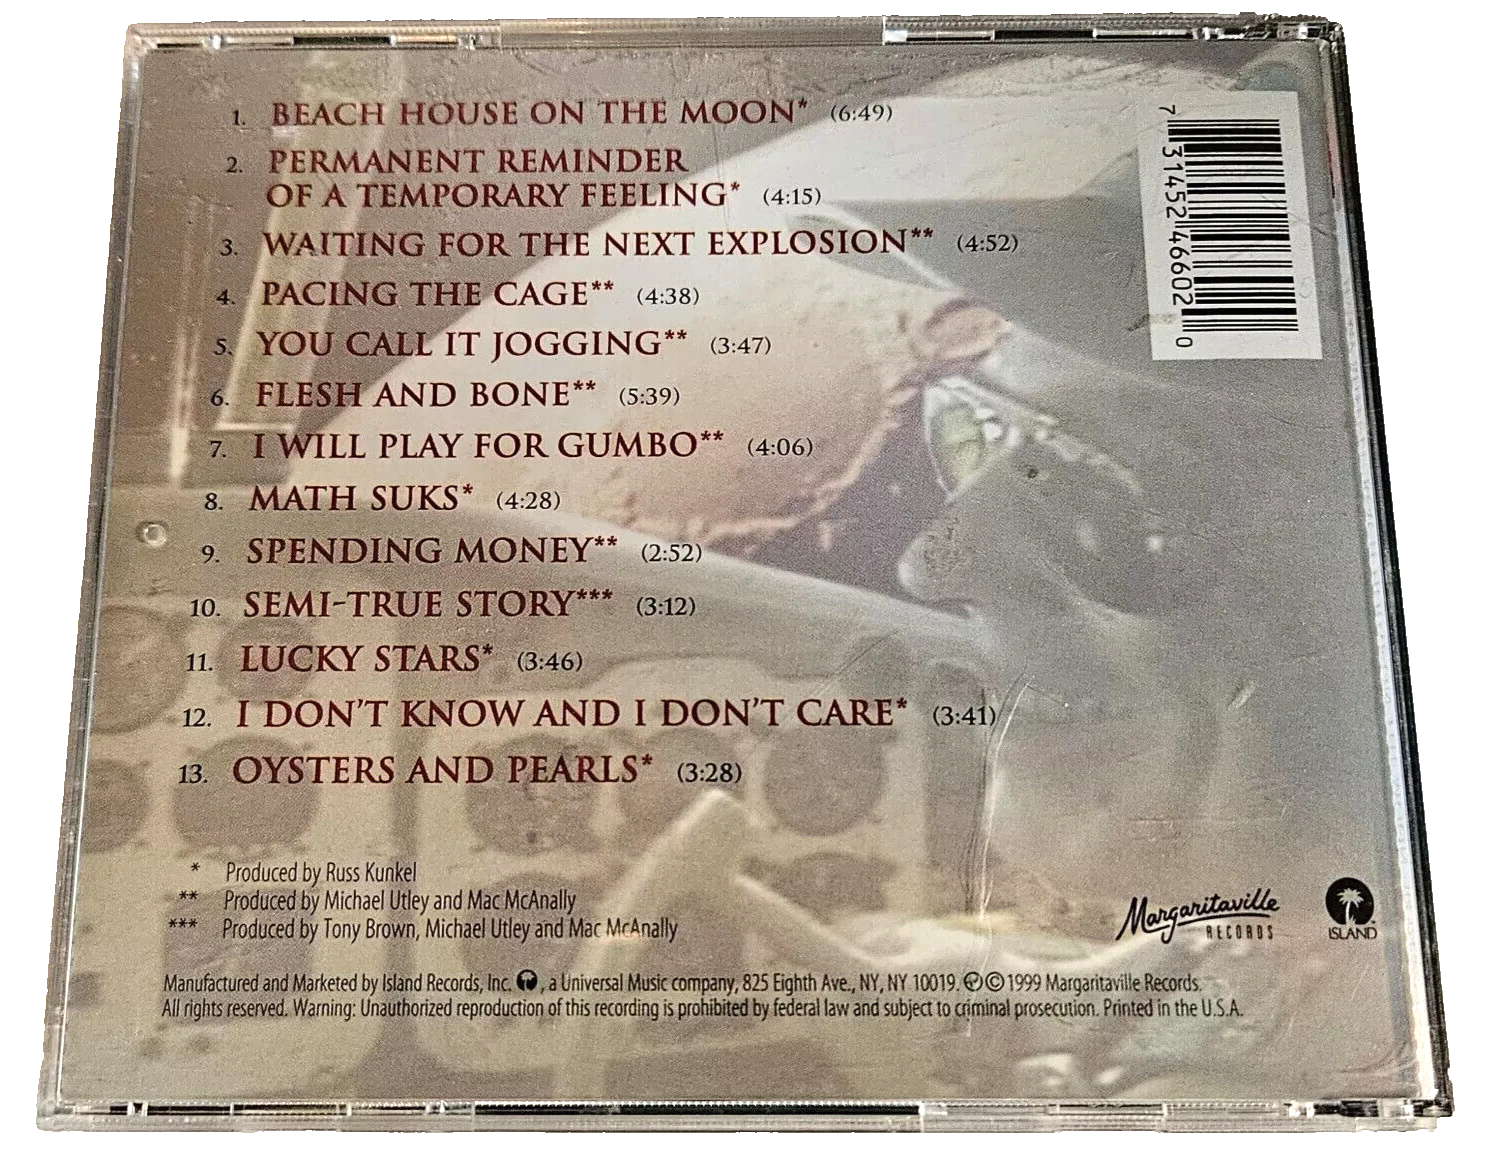 1. BEACH HOUSE ON THE MOON* (6:49)
2. PERMANENT REMINDER
OF A TEMPORARY FEELING* (4:15)
3. WAITING FOR THE NEXT EXPLOSION** (4:52)
4. PACING THE CAGE** (4:38)
5. YOU CALL IT JOGGING** (3:47)
6. FLESH AND BONE** (5:39)
7. I WILL PLAY FOR GUMBO** (4:06)
8. MATH SUKS* (4:28)
9. SPENDING MONEY** (2:52)
10. SEMI-TRUE STORY*** (3:12)
11. LUCKY STARS* (3:46)
12. I DON'T KNOW AND I DON'T CARE* (3:41)
13. OYSTERS AND PEARLS* (3:28)
7 31452 46602 0
* Produced by Russ Kunkel
** Produced by Michael Utley and Mac McAnally
*** Produced by Tony Brown, Michael Utley and Mac McAnally
Margaritaville
RECORDS
ISLAND
Manufactured and Marketed by Island Records, Inc. , a Universal Music company, 825 Eighth Ave., NY, NY 10019. ℗©1999 Margaritaville Records.
All rights reserved. Warning: Unauthorized reproduction of this recording is prohibited by federal law and subject to criminal prosecution. Printed in the U.S.A.